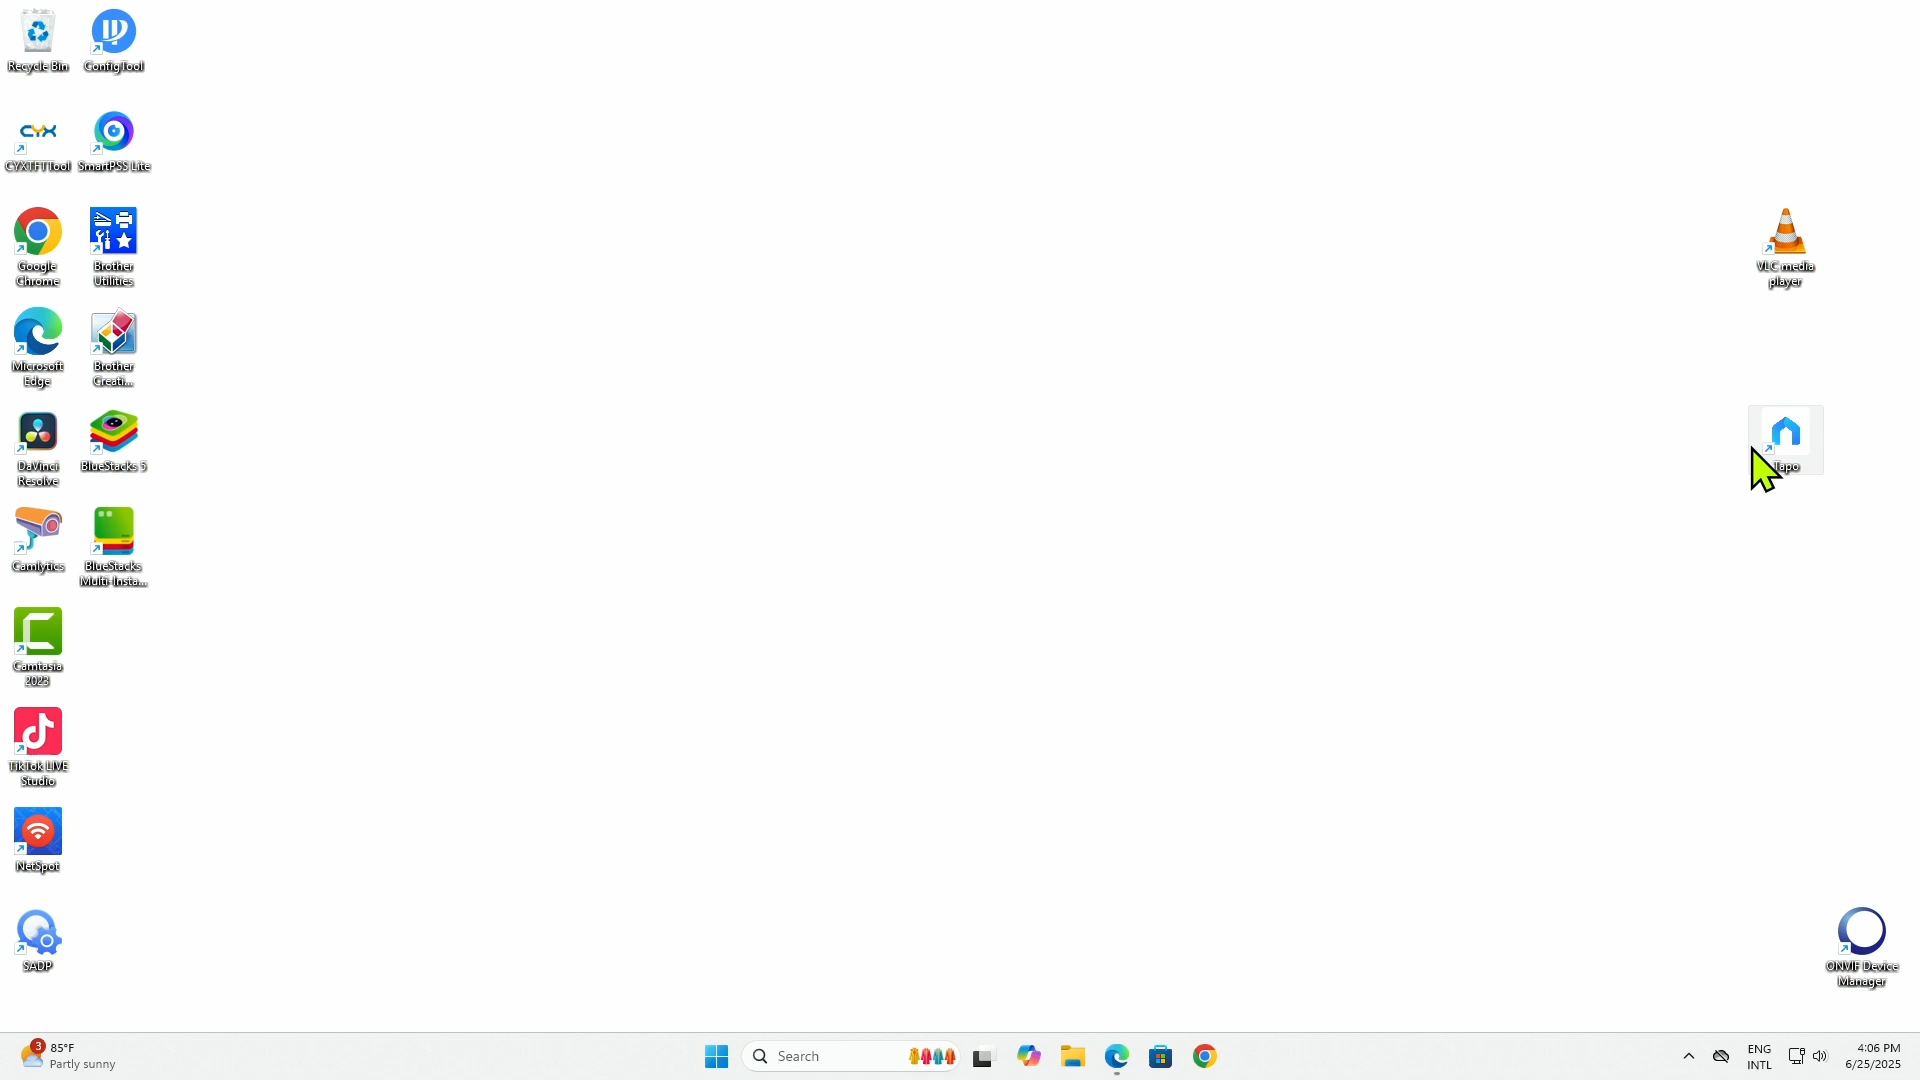 Recycle Bin
ConfigTool
CYX
CYXTFTTool
SmartPSS Lite
Google
Chrome
Brother
Utilities
Microsoft
Edge
Brother
Creati...
DaVinci
Resolve
BlueStacks 5
Camlytics
BlueStacks
Multi-Insta...
Camtasia
2023
TikTok LIVE
Studio
NetSpot
SADP
VLC media
player
Tapo
ONVIF Device
Manager
3
85°F
Partly sunny
Search
ENG
INTL
4:06 PM
6/25/2025